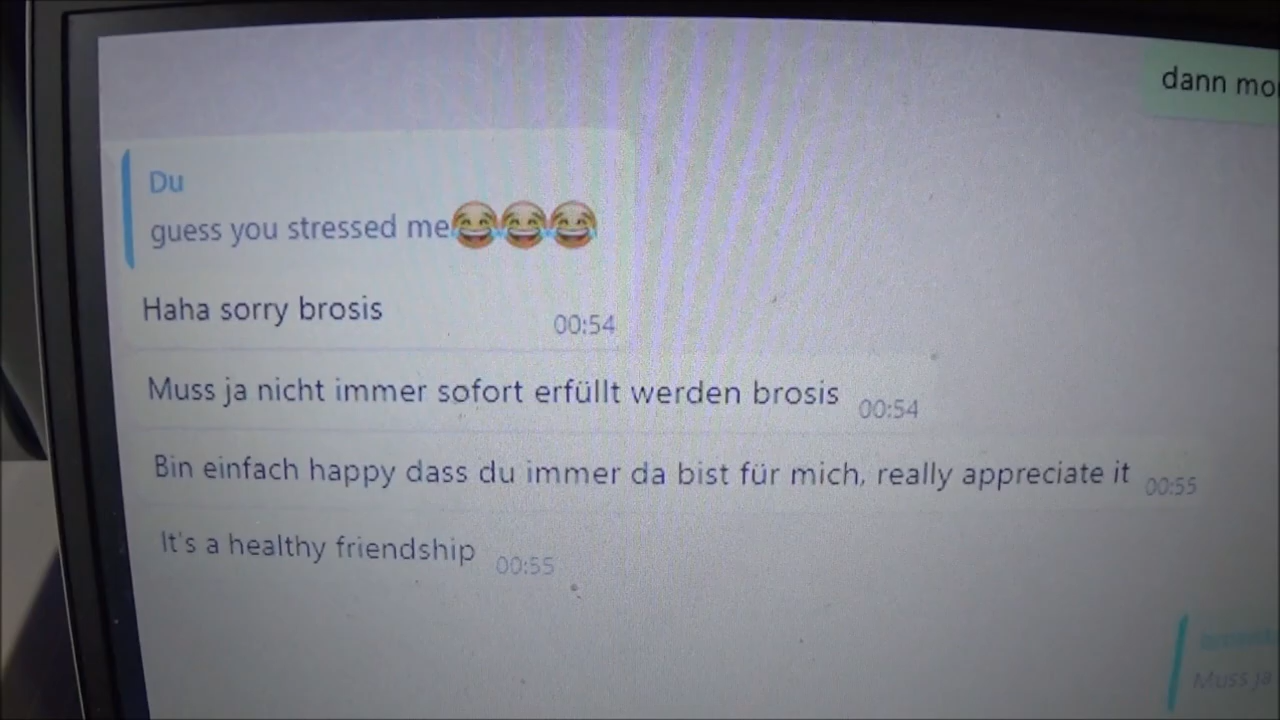 dann mo
Du
guess you stressed me😂😂😂
Haha sorry brosis
00:54
Muss ja nicht immer sofort erfüllt werden brosis 00:54
Bin einfach happy dass du immer da bist für mich, really appreciate it 00:55
It's a healthy friendship 00:55
Muss ja